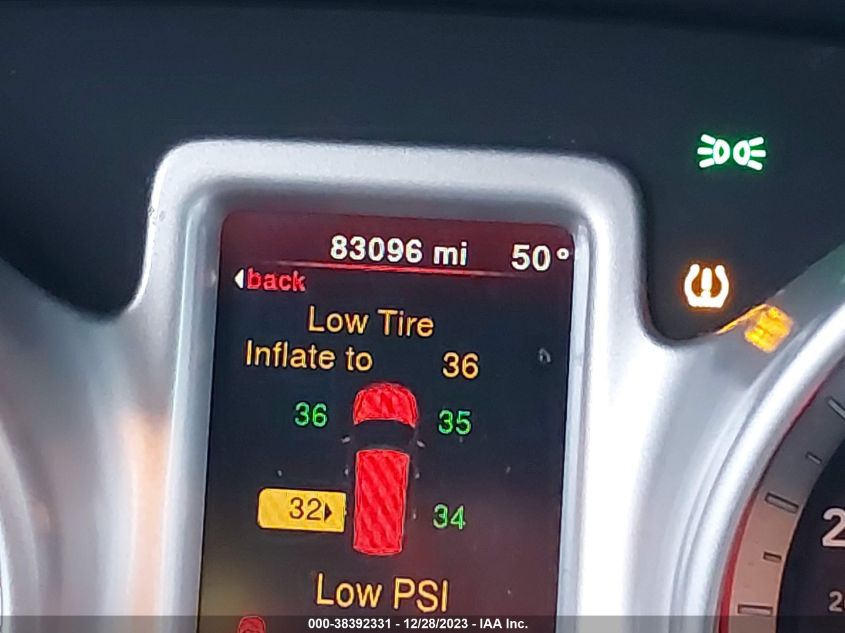 83096 mi 50°
back
Low Tire
Inflate to 36
36 35
32 34
Low PSI
000-38392331 - 12/28/2023 - IAA Inc.